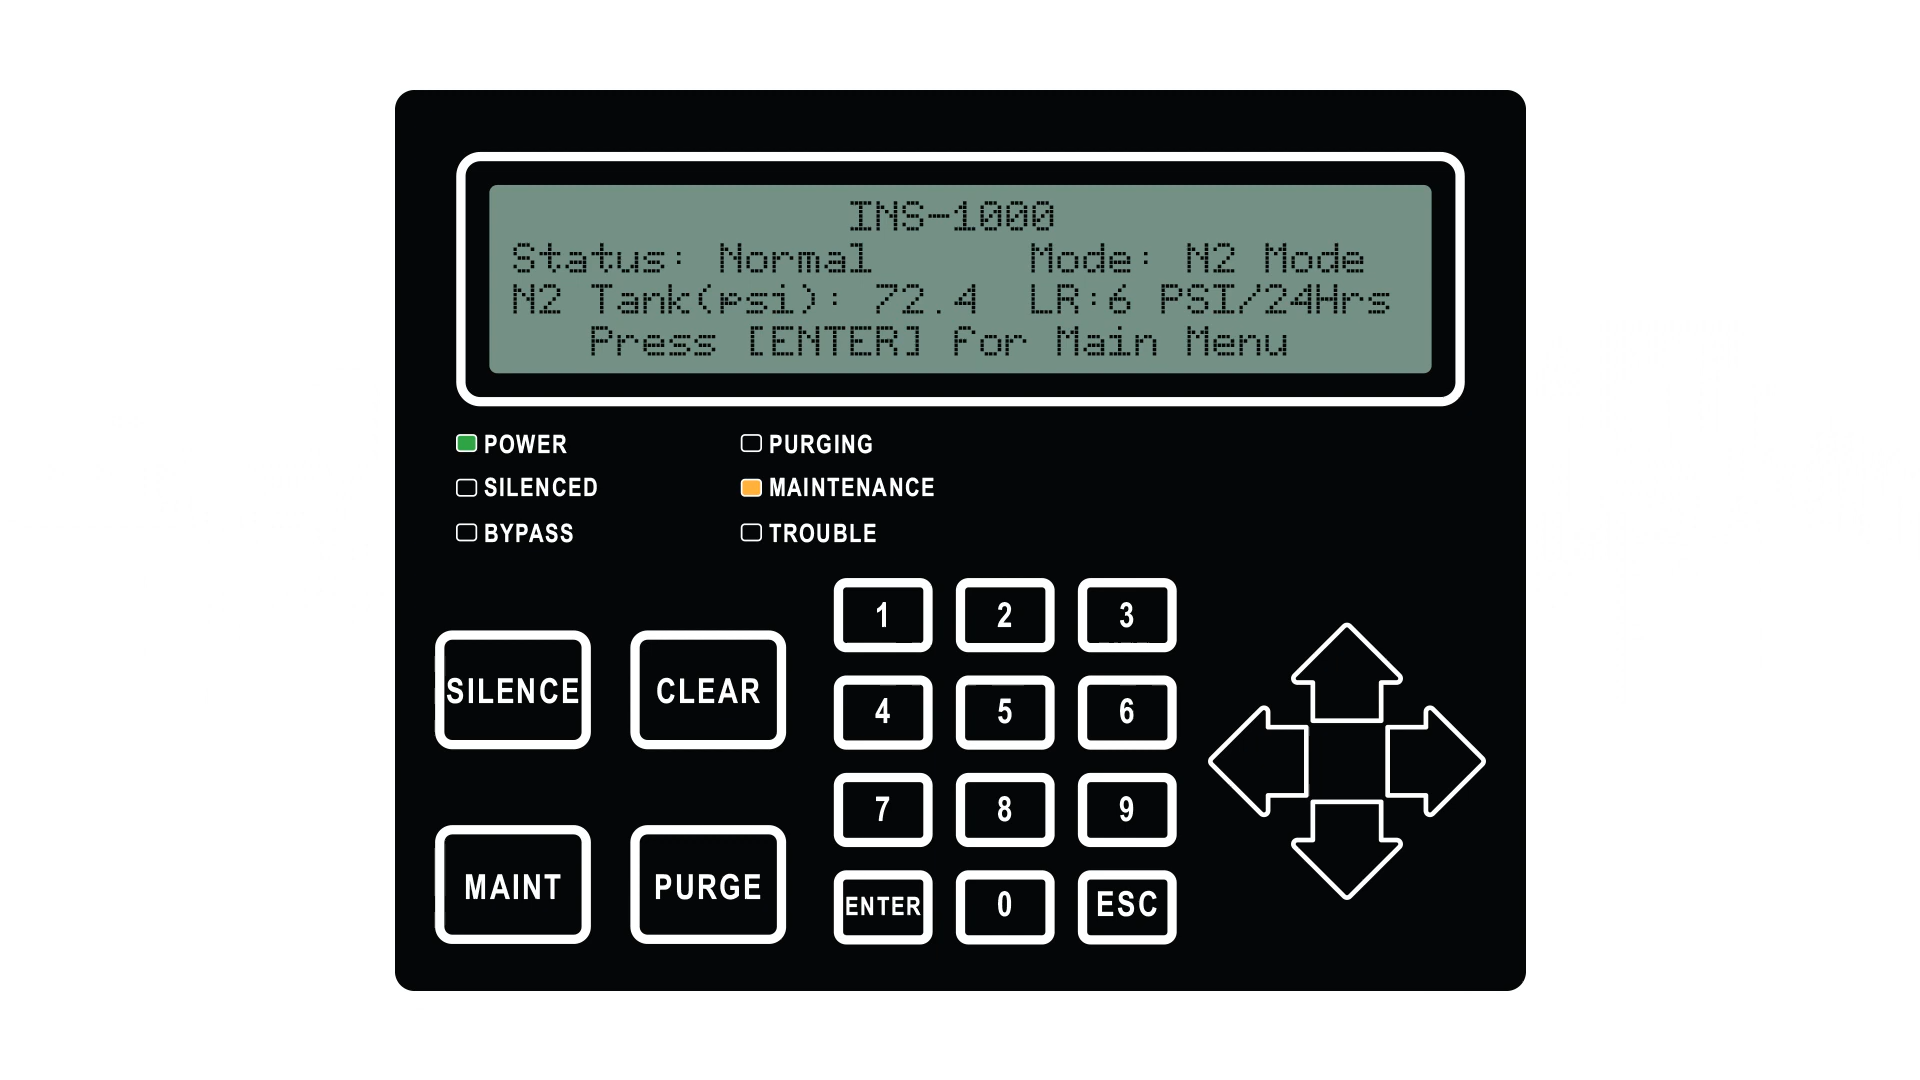 INS-1000
Status: Normal Mode: N2 Mode
N2 Tank(psi): 72.4 LR:6 PSI/24Hrs
Press [ENTER] for Main Menu
POWER PURGING
SILENCED MAINTENANCE
BYPASS TROUBLE
SILENCE CLEAR
MAINT PURGE
1 2 3
4 5 6
7 8 9
ENTER 0 ESC